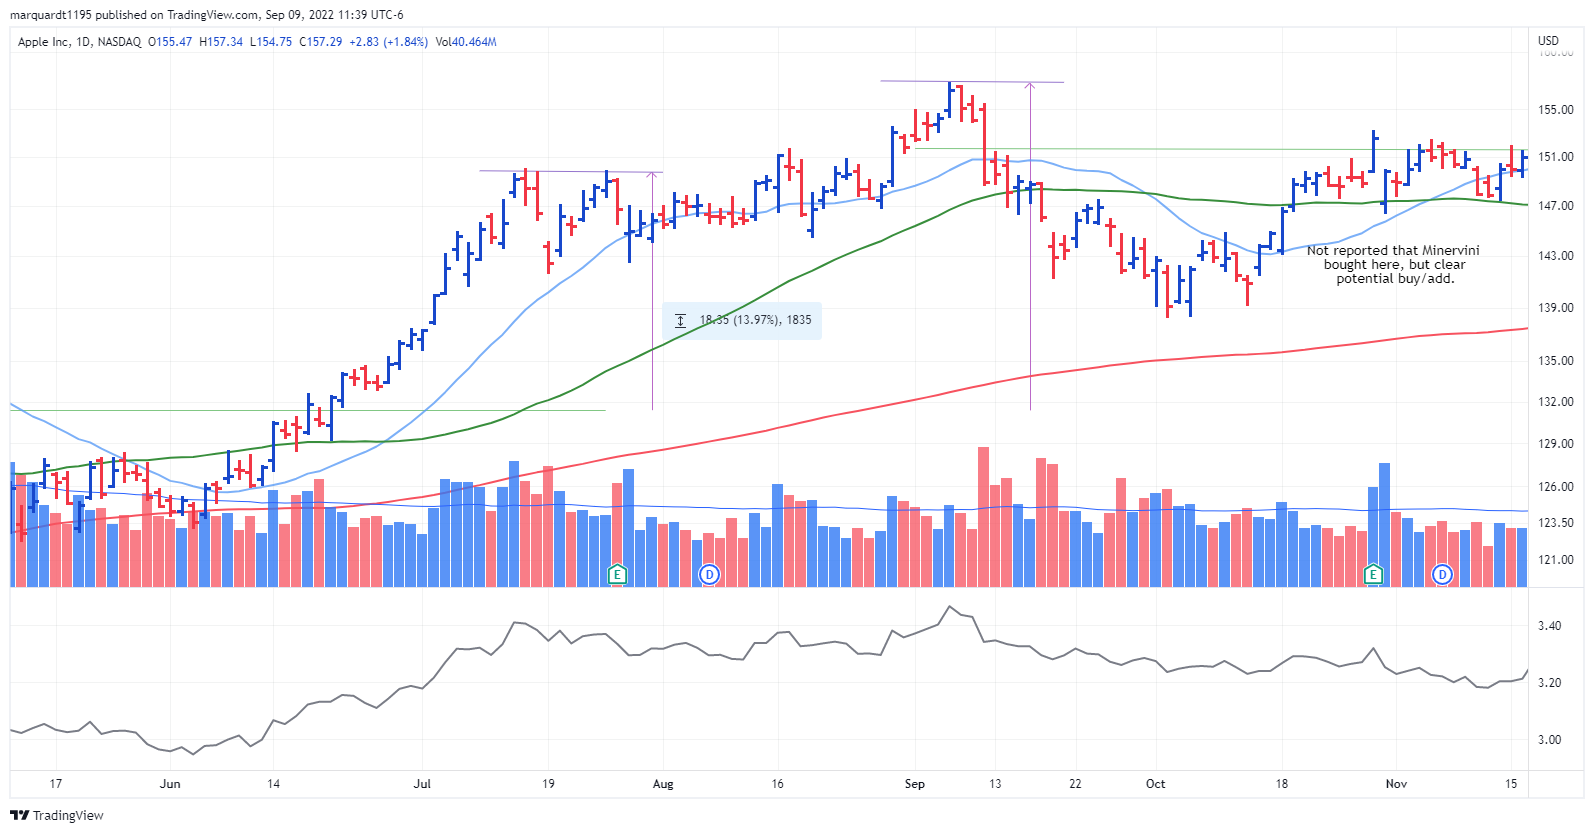 marquardt1195 published on TradingView.com, Sep 09, 2022 11:39 UTC-6
Apple Inc, 1D, NASDAQ O155.47 H157.34 L154.75 C157.29 +2.83 (+1.84%) Vol40.464M
USD
160.00
155.00
151.00
147.00
Not reported that Minervini
bought here, but clear
potential buy/add.
143.00
139.00
18.35 (13.97%), 1835
135.00
132.00
129.00
126.00
123.50
121.00
E
D
E
D
3.40
3.20
3.00
17 Jun 14 Jul 19 Aug 16 Sep 13 22 Oct 18 Nov 15
TradingView